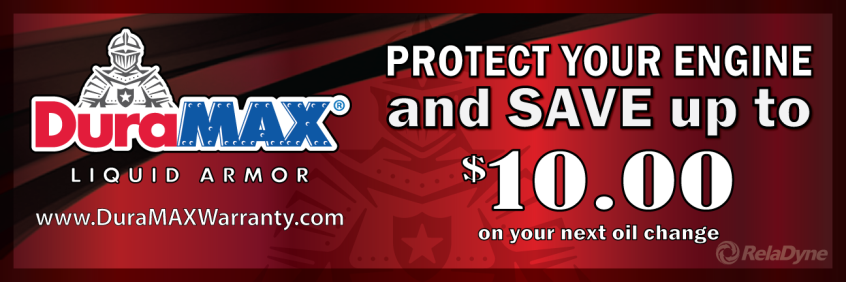 DuraMAX®
LIQUID ARMOR
www.DuraMAXWarranty.com
PROTECT YOUR ENGINE
and SAVE up to
$10.00
on your next oil change
RelaDyne